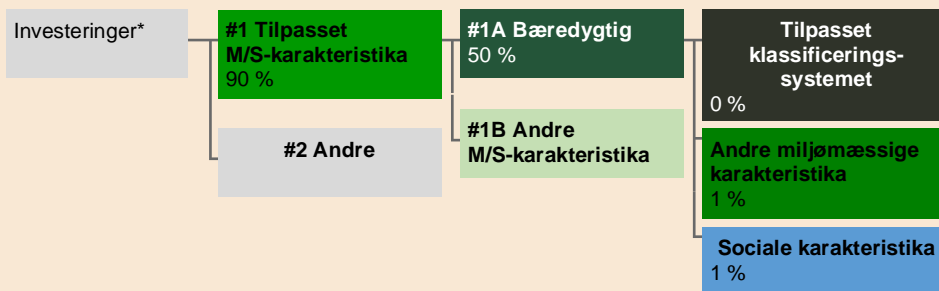 Investeringer*
#1 Tilpasset
M/S-karakteristika
90 %
#2 Andre
#1A Bæredygtig
50 %
#1B Andre
M/S-karakteristika
Tilpasset
klassificerings-
systemet
0 %
Andre miljømæssige
karakteristika
1 %
Sociale karakteristika
1 %